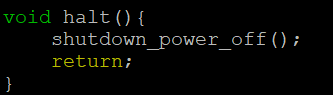 void halt(){
    shutdown_power_off();
    return;
}